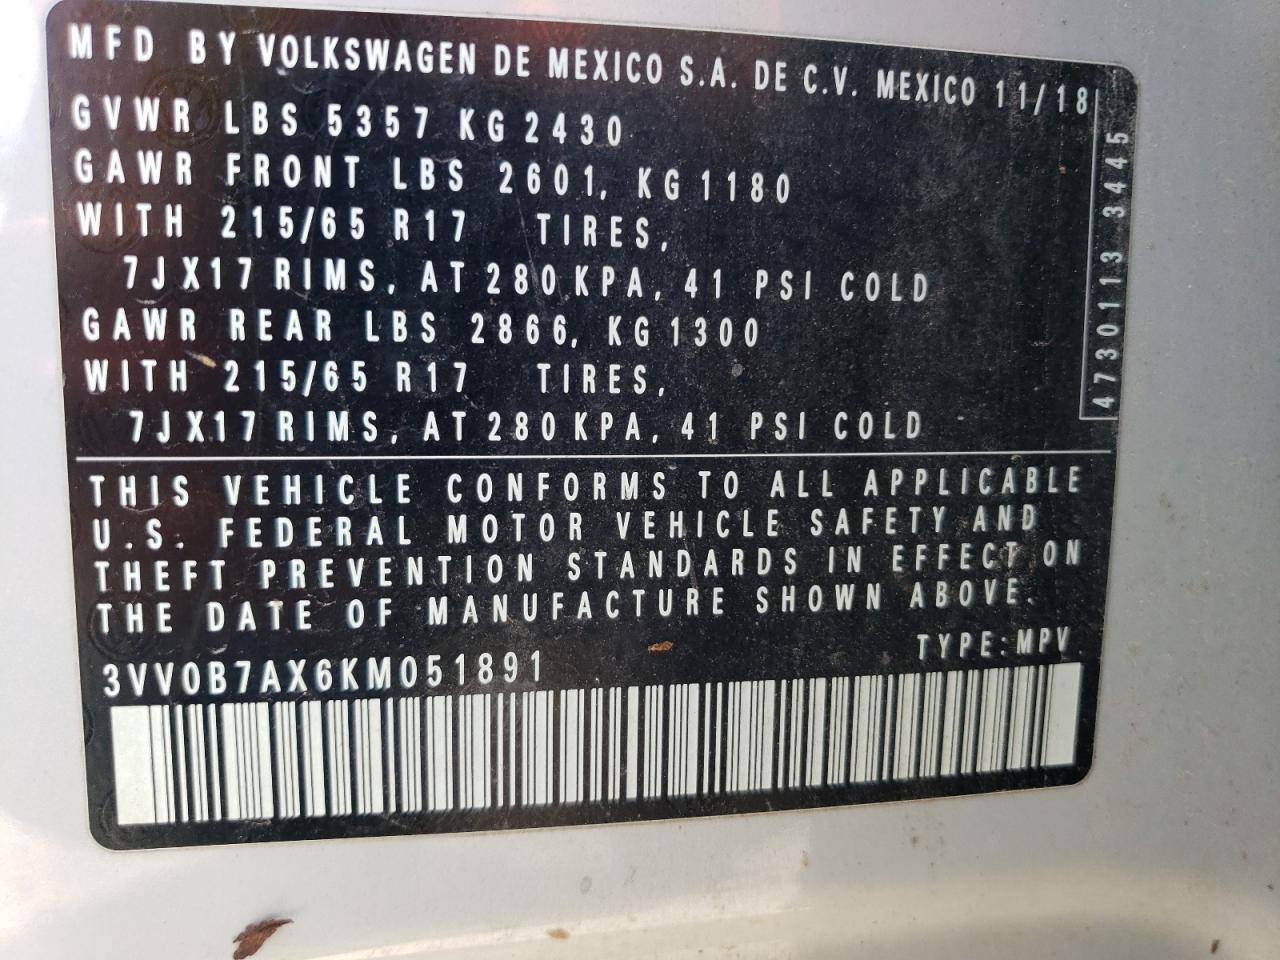 MFD BY VOLKSWAGEN DE MEXICO S.A. DE C.V. MEXICO 11/18
GVWR LBS 5357 KG 2430
GAWR FRONT LBS 2601, KG 1180
WITH 215/65 R17 TIRES,
7JX17 RIMS, AT 280 KPA, 41 PSI COLD
GAWR REAR LBS 2866, KG 1300
WITH 215/65 R17 TIRES,
7JX17 RIMS, AT 280 KPA, 41 PSI COLD
4730113 3445
THIS VEHICLE CONFORMS TO ALL APPLICABLE
U.S. FEDERAL MOTOR VEHICLE SAFETY AND
THEFT PREVENTION STANDARDS IN EFFECT ON
THE DATE OF MANUFACTURE SHOWN ABOVE.
TYPE: MPV
3VV0B7AX6KM051891